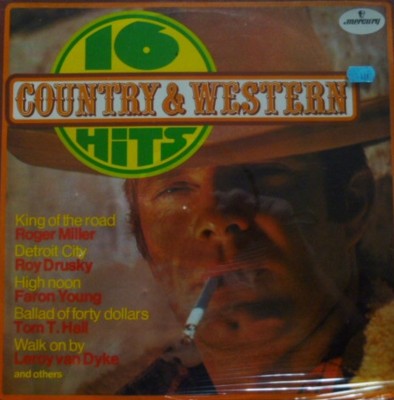 16
mercury
COUNTRY & WESTERN
HITS
King of the road
Roger Miller
Detroit City
Roy Drusky
High noon
Faron Young
Ballad of forty dollars
Tom T. Hall
Walk on by
Leroy van Dyke
and others